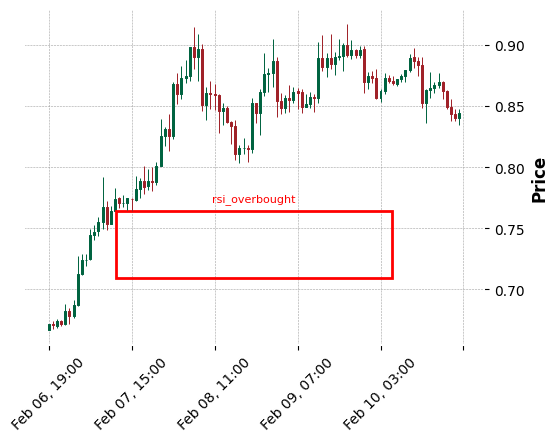 0.90
0.85
rsi_overbought
0.80
0.75
0.70
Price
Feb 06, 19:00
Feb 07, 15:00
Feb 08, 11:00
Feb 09, 07:00
Feb 10, 03:00